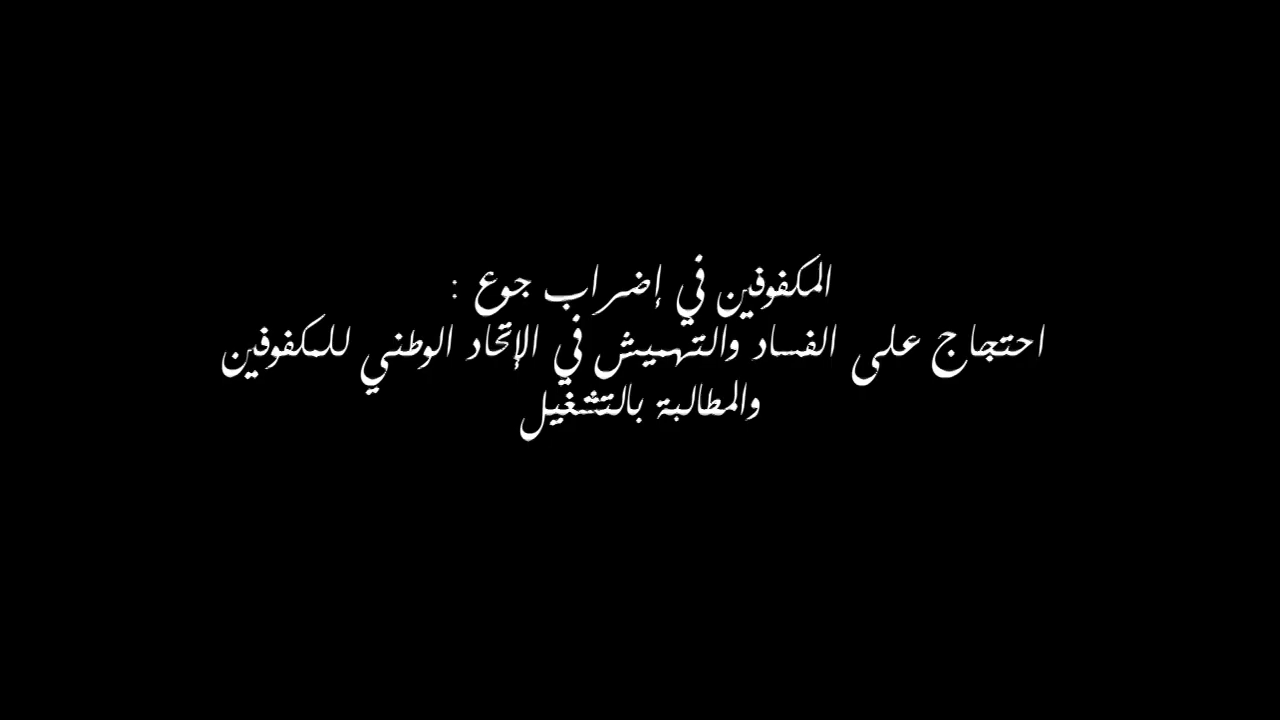 المكفوفين في إضراب جوع :
احتجاج على الفساد والتهميش في الإتحاد الوطني للمكفوفين
والمطالبة بالتشغيل